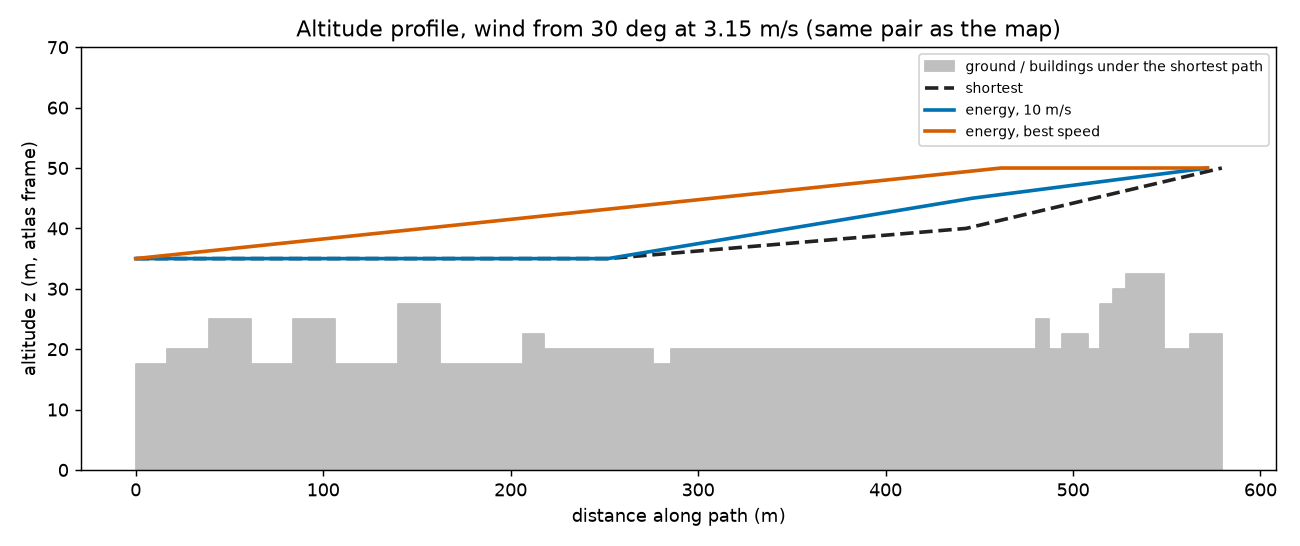 Altitude profile, wind from 30 deg at 3.15 m/s (same pair as the map)
ground / buildings under the shortest path
shortest
energy, 10 m/s
energy, best speed
altitude z (m, atlas frame)
70
60
50
40
30
20
10
0
0 100 200 300 400 500 600
distance along path (m)